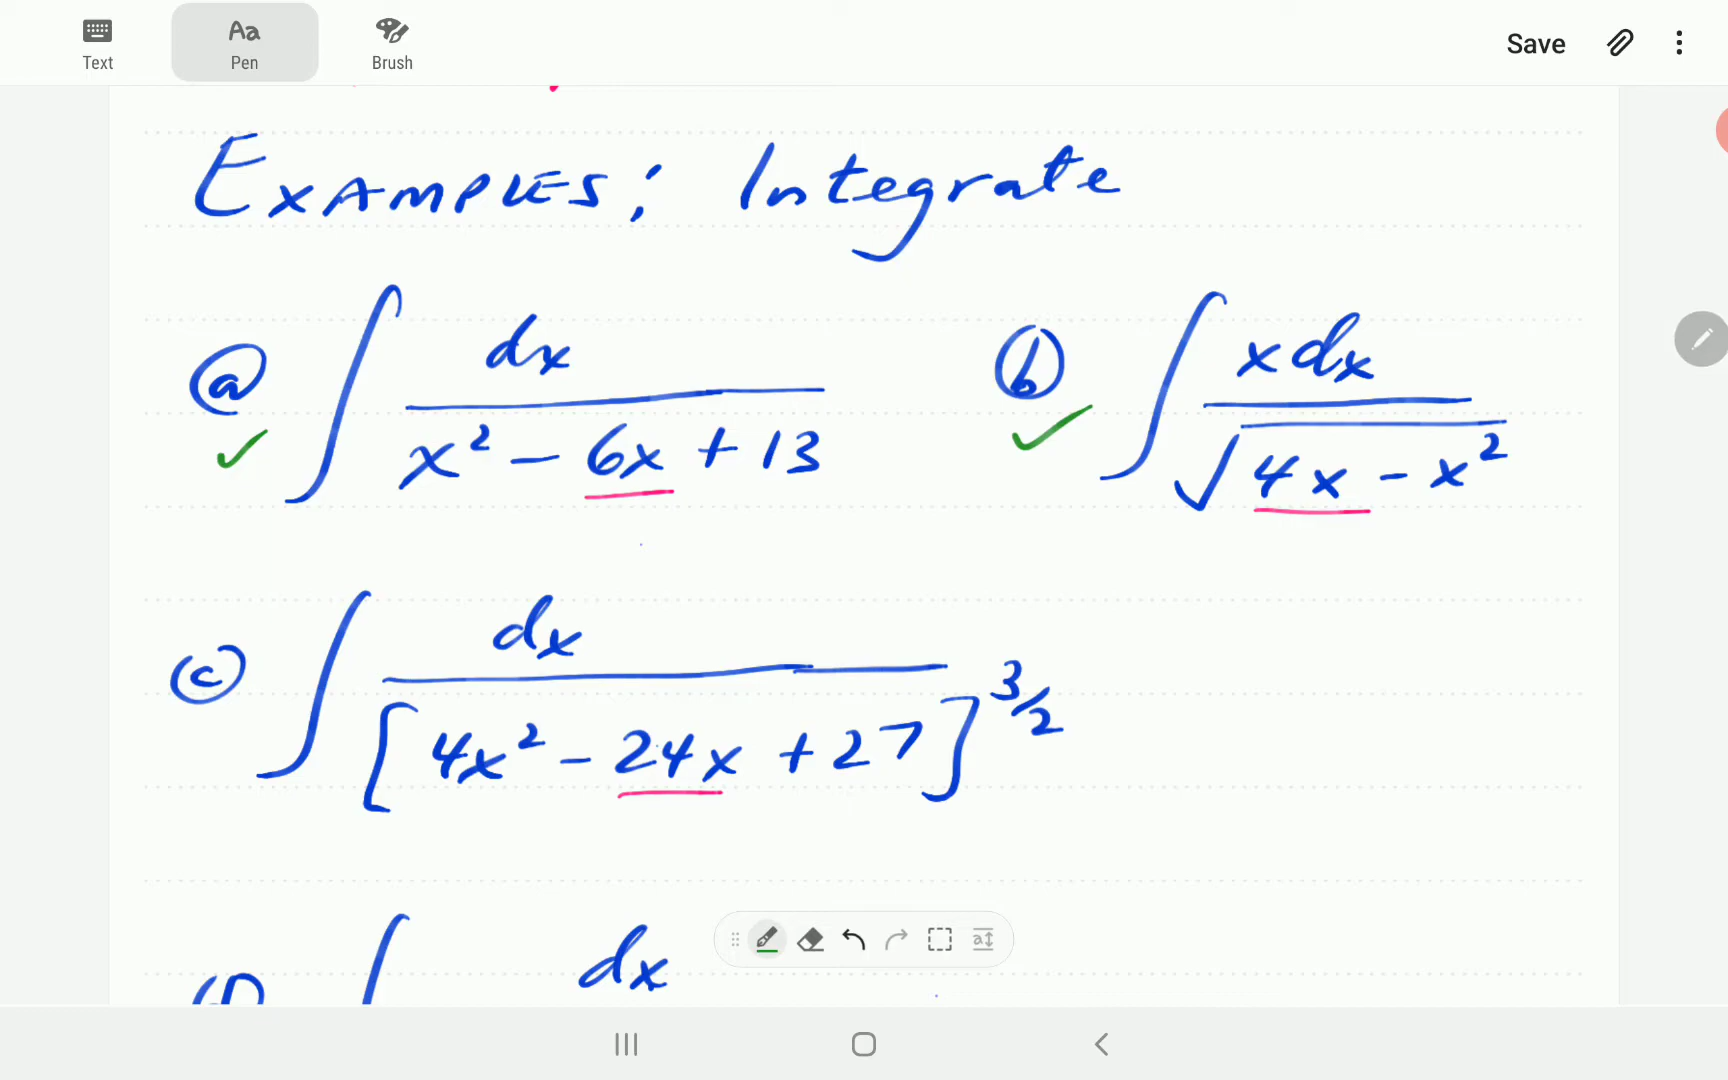 Text Pen Brush Save
EXAMPLES: Integrate
ⓐ ∫ dx / (x² - 6x + 13) ⓑ ∫ x dx / √(4x - x²)
ⓒ ∫ dx / [4x² - 24x + 27]^(3/2)
∫ dx